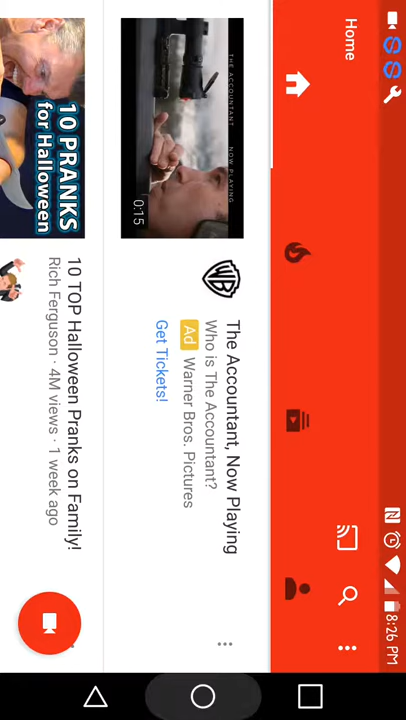 8:26 PM
Home
THE ACCOUNTANT NOW PLAYING
0:15
WB
The Accountant, Now Playing
Who is The Accountant?
Ad Warner Bros. Pictures
Get Tickets!
10 PRANKS
for Halloween
10 TOP Halloween Pranks on Family!
Rich Ferguson · 4M views · 1 week ago